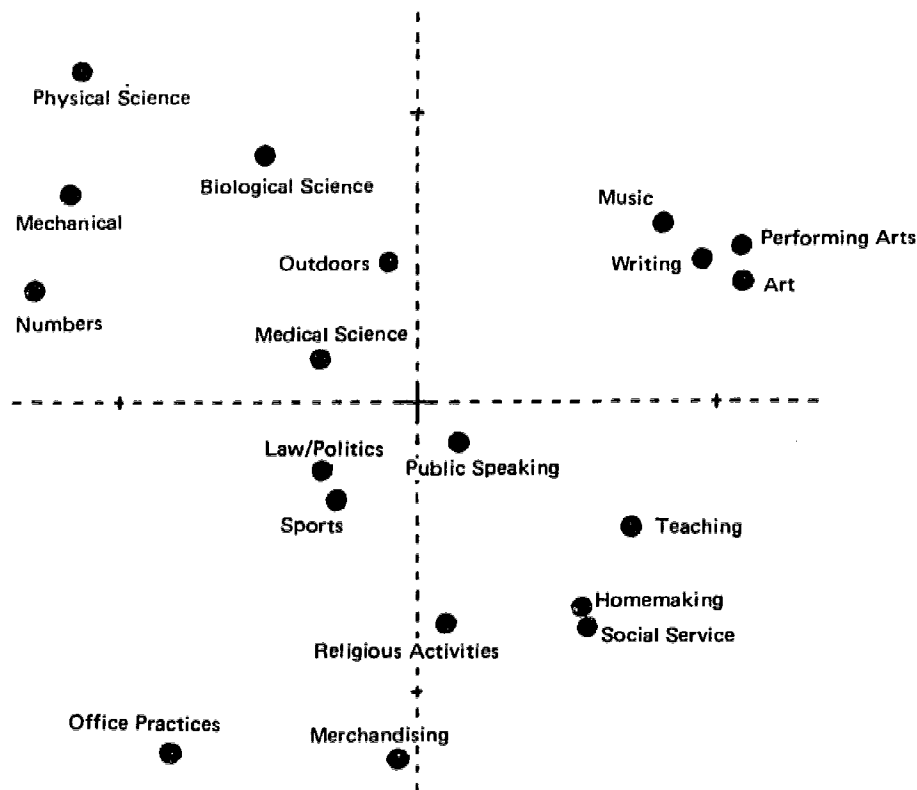 Physical Science
Biological Science
Mechanical
Music
Performing Arts
Outdoors
Writing
Art
Numbers
Medical Science
Law/Politics
Public Speaking
Sports
Teaching
Homemaking
Social Service
Religious Activities
Office Practices
Merchandising